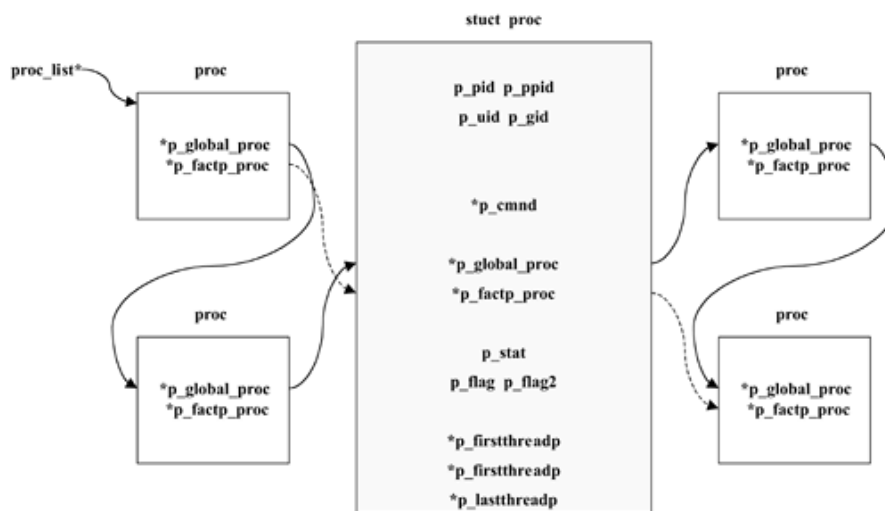 stuct proc
proc_list*
proc
*p_global_proc
*p_factp_proc
proc
*p_global_proc
*p_factp_proc
p_pid p_ppid
p_uid p_gid
*p_cmnd
*p_global_proc
*p_factp_proc
p_stat
p_flag p_flag2
*p_firstthreadp
*p_firstthreadp
*p_lastthreadp
proc
*p_global_proc
*p_factp_proc
proc
*p_global_proc
*p_factp_proc